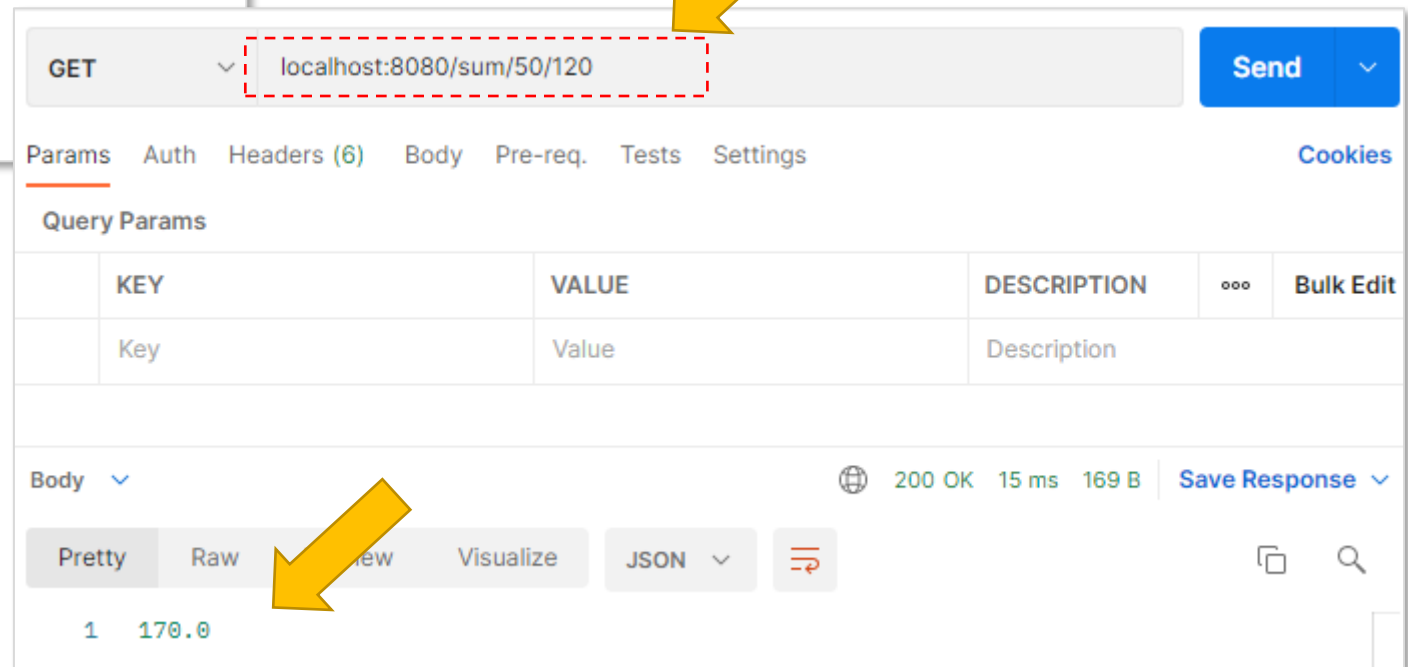 GET localhost:8080/sum/50/120 Send
Params Auth Headers (6) Body Pre-req. Tests Settings Cookies
Query Params
KEY VALUE DESCRIPTION ooo Bulk Edit
Key Value Description
Body 200 OK 15 ms 169 B Save Response
Pretty Raw Visualize JSON
1 170.0